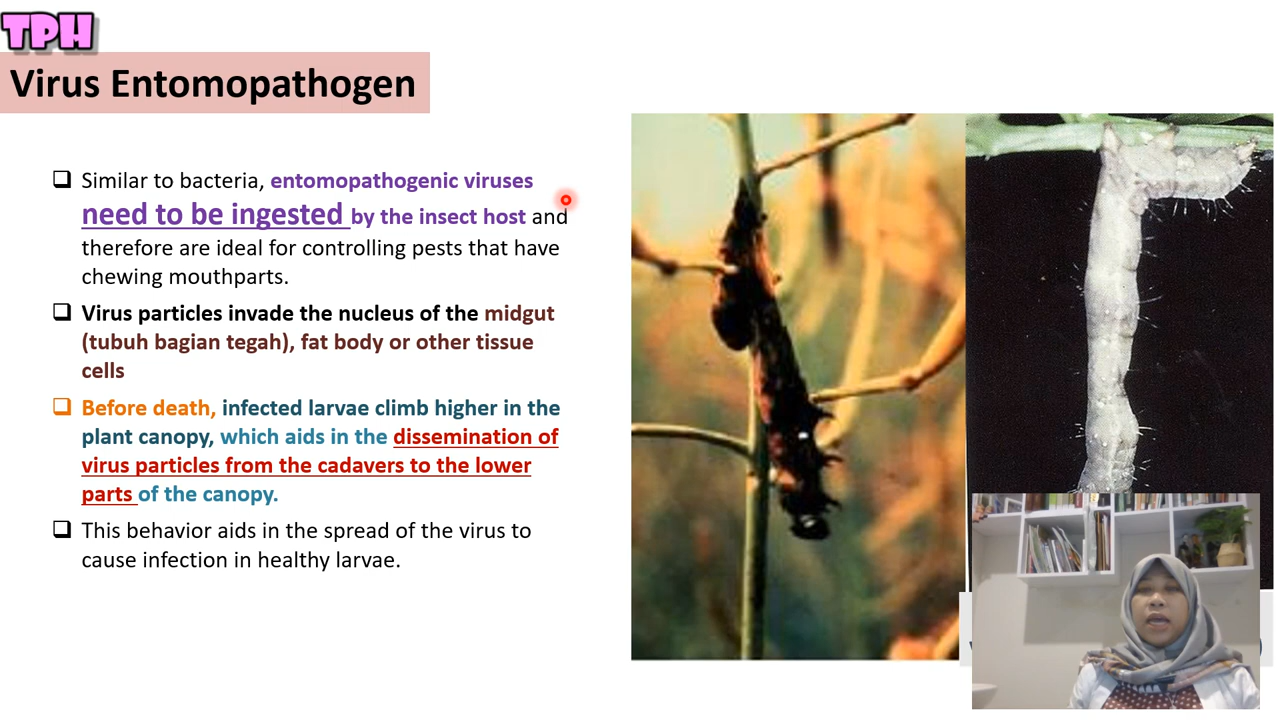 TPH
Virus Entomopathogen
Similar to bacteria, entomopathogenic viruses
need to be ingested by the insect host and
therefore are ideal for controlling pests that have
chewing mouthparts.
Virus particles invade the nucleus of the midgut
(tubuh bagian tegah), fat body or other tissue
cells
Before death, infected larvae climb higher in the
plant canopy, which aids in the dissemination of
virus particles from the cadavers to the lower
parts of the canopy.
This behavior aids in the spread of the virus to
cause infection in healthy larvae.